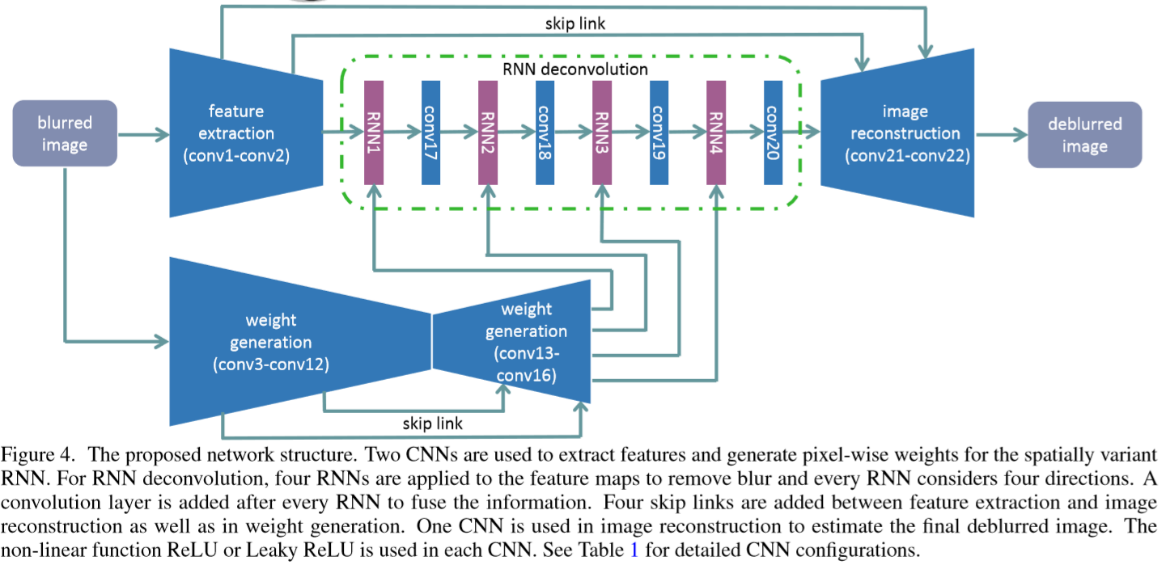 skip link
RNN deconvolution
blurred
image
feature
extraction
(conv1-conv2)
RNN1
conv17
RNN2
conv18
RNN3
conv19
RNN4
conv20
image
reconstruction
(conv21-conv22)
deblurred
image
weight
generation
(conv3-conv12)
weight
generation
(conv13-
conv16)
skip link
Figure 4. The proposed network structure. Two CNNs are used to extract features and generate pixel-wise weights for the spatially variant
RNN. For RNN deconvolution, four RNNs are applied to the feature maps to remove blur and every RNN considers four directions. A
convolution layer is added after every RNN to fuse the information. Four skip links are added between feature extraction and image
reconstruction as well as in weight generation. One CNN is used in image reconstruction to estimate the final deblurred image. The
non-linear function ReLU or Leaky ReLU is used in each CNN. See Table 1 for detailed CNN configurations.